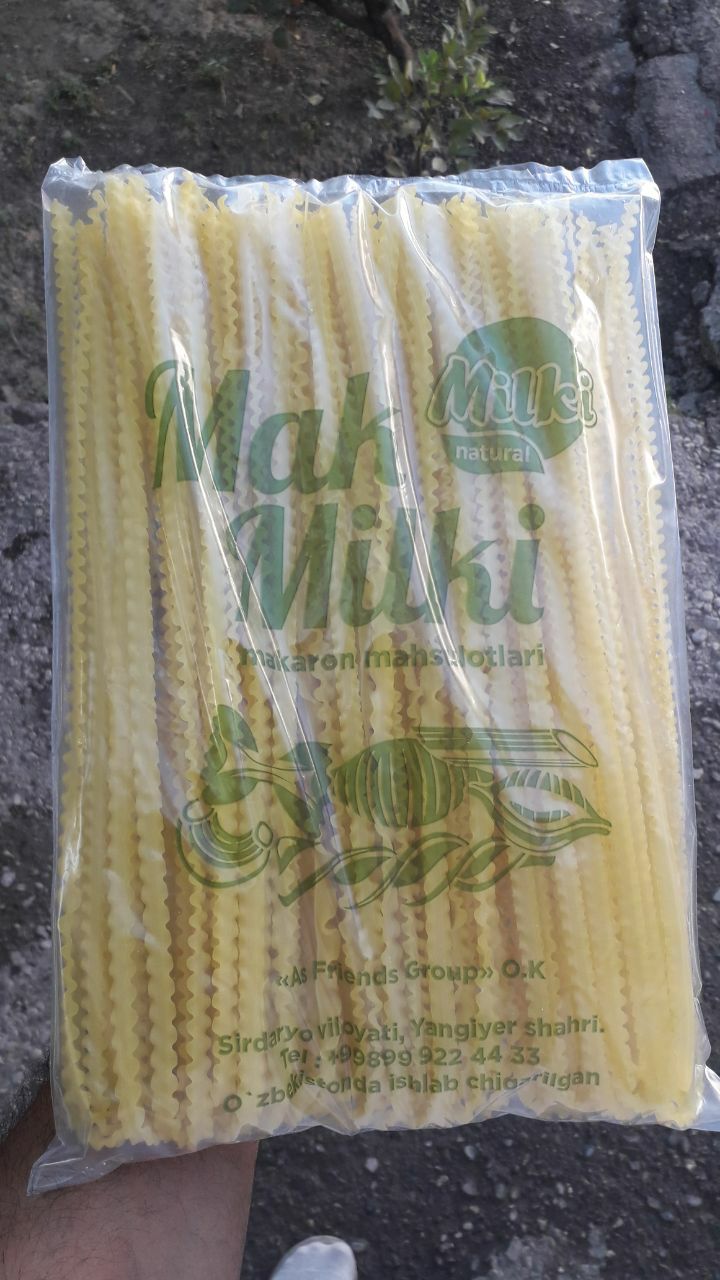 Milki
natural
Mak
Milki
makaron mahsulotlari
«As Friends Group» O.K
Sirdaryo viloyati, Yangiyer shahri.
Tel : +99899 922 44 33
O`zbekistonda ishlab chiqarilgan